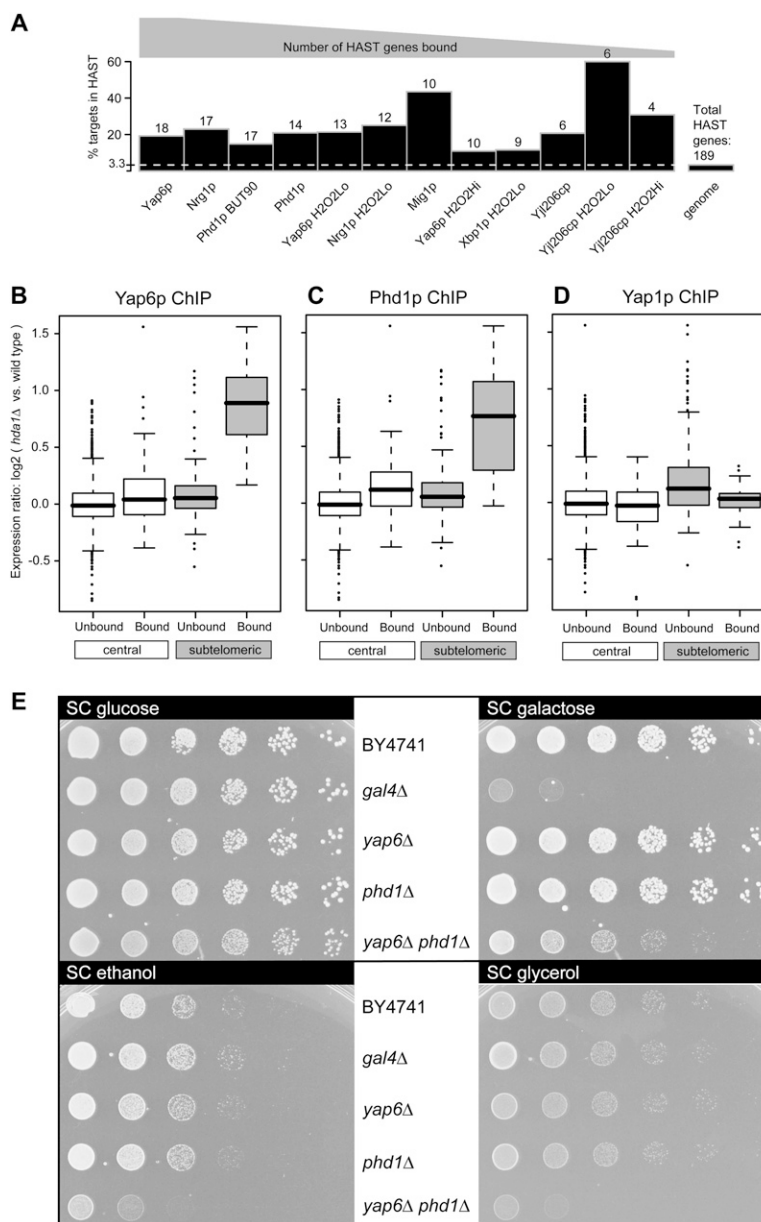 A
Number of HAST genes bound
% targets in HAST
60
20
3.3
18
17
17
14
13
12
10
10
9
6
6
4
Total
HAST
genes:
189
Yap6p
Nrg1p
Phd1p BUT90
Phd1p
Yap6p H2O2Lo
Nrg1p H2O2Lo
Mig1p
Yap6p H2O2Hi
Xbp1p H2O2Lo
Yjl206cp
Yjl206cp H2O2Lo
Yjl206cp H2O2Hi
genome
B
Yap6p ChIP
C
Phd1p ChIP
D
Yap1p ChIP
Expression ratio: log2 ( hda1Δ vs. wild type )
1.5
1.0
0.5
0.0
-0.5
Unbound Bound Unbound Bound
central subtelomeric
Unbound Bound Unbound Bound
central subtelomeric
Unbound Bound Unbound Bound
central subtelomeric
E
SC glucose
SC galactose
BY4741
gal4Δ
yap6Δ
phd1Δ
yap6Δ phd1Δ
SC ethanol
SC glycerol
BY4741
gal4Δ
yap6Δ
phd1Δ
yap6Δ phd1Δ